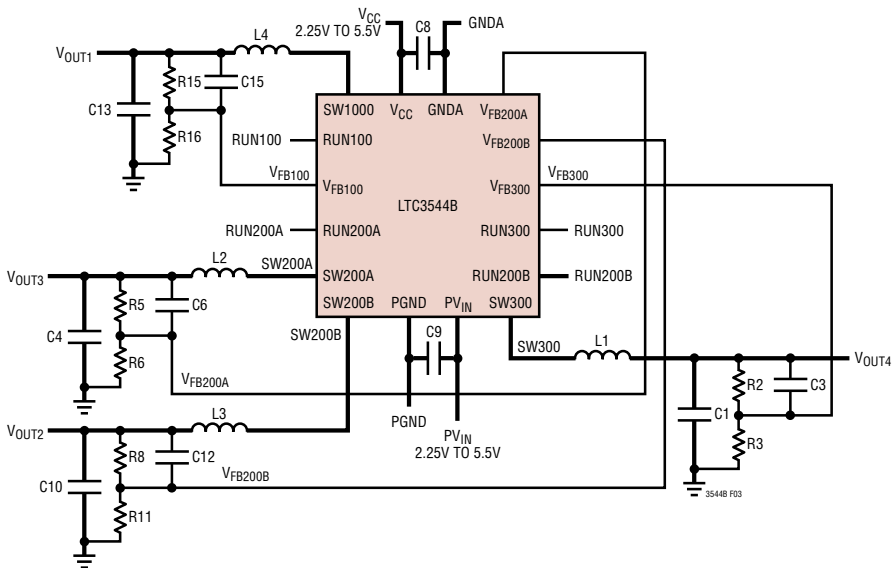 VCC
2.25V TO 5.5V
C8
GNDA
VOUT1
L4
R15
C15
C13
R16
SW1000
VCC
GNDA
VFB200A
RUN100
RUN100
VFB200B
VFB100
VFB100
VFB300
VFB300
LTC3544B
RUN200A
RUN200A
RUN300
RUN300
VOUT3
L2
SW200A
SW200A
RUN200B
RUN200B
R5
C6
SW200B
PGND
PVIN
SW300
C4
R6
SW200B
C9
SW300
L1
VOUT4
VFB200A
R2
C3
C1
R3
VOUT2
L3
PGND
PVIN
2.25V TO 5.5V
R8
C12
VFB200B
C10
R11
3544B F03